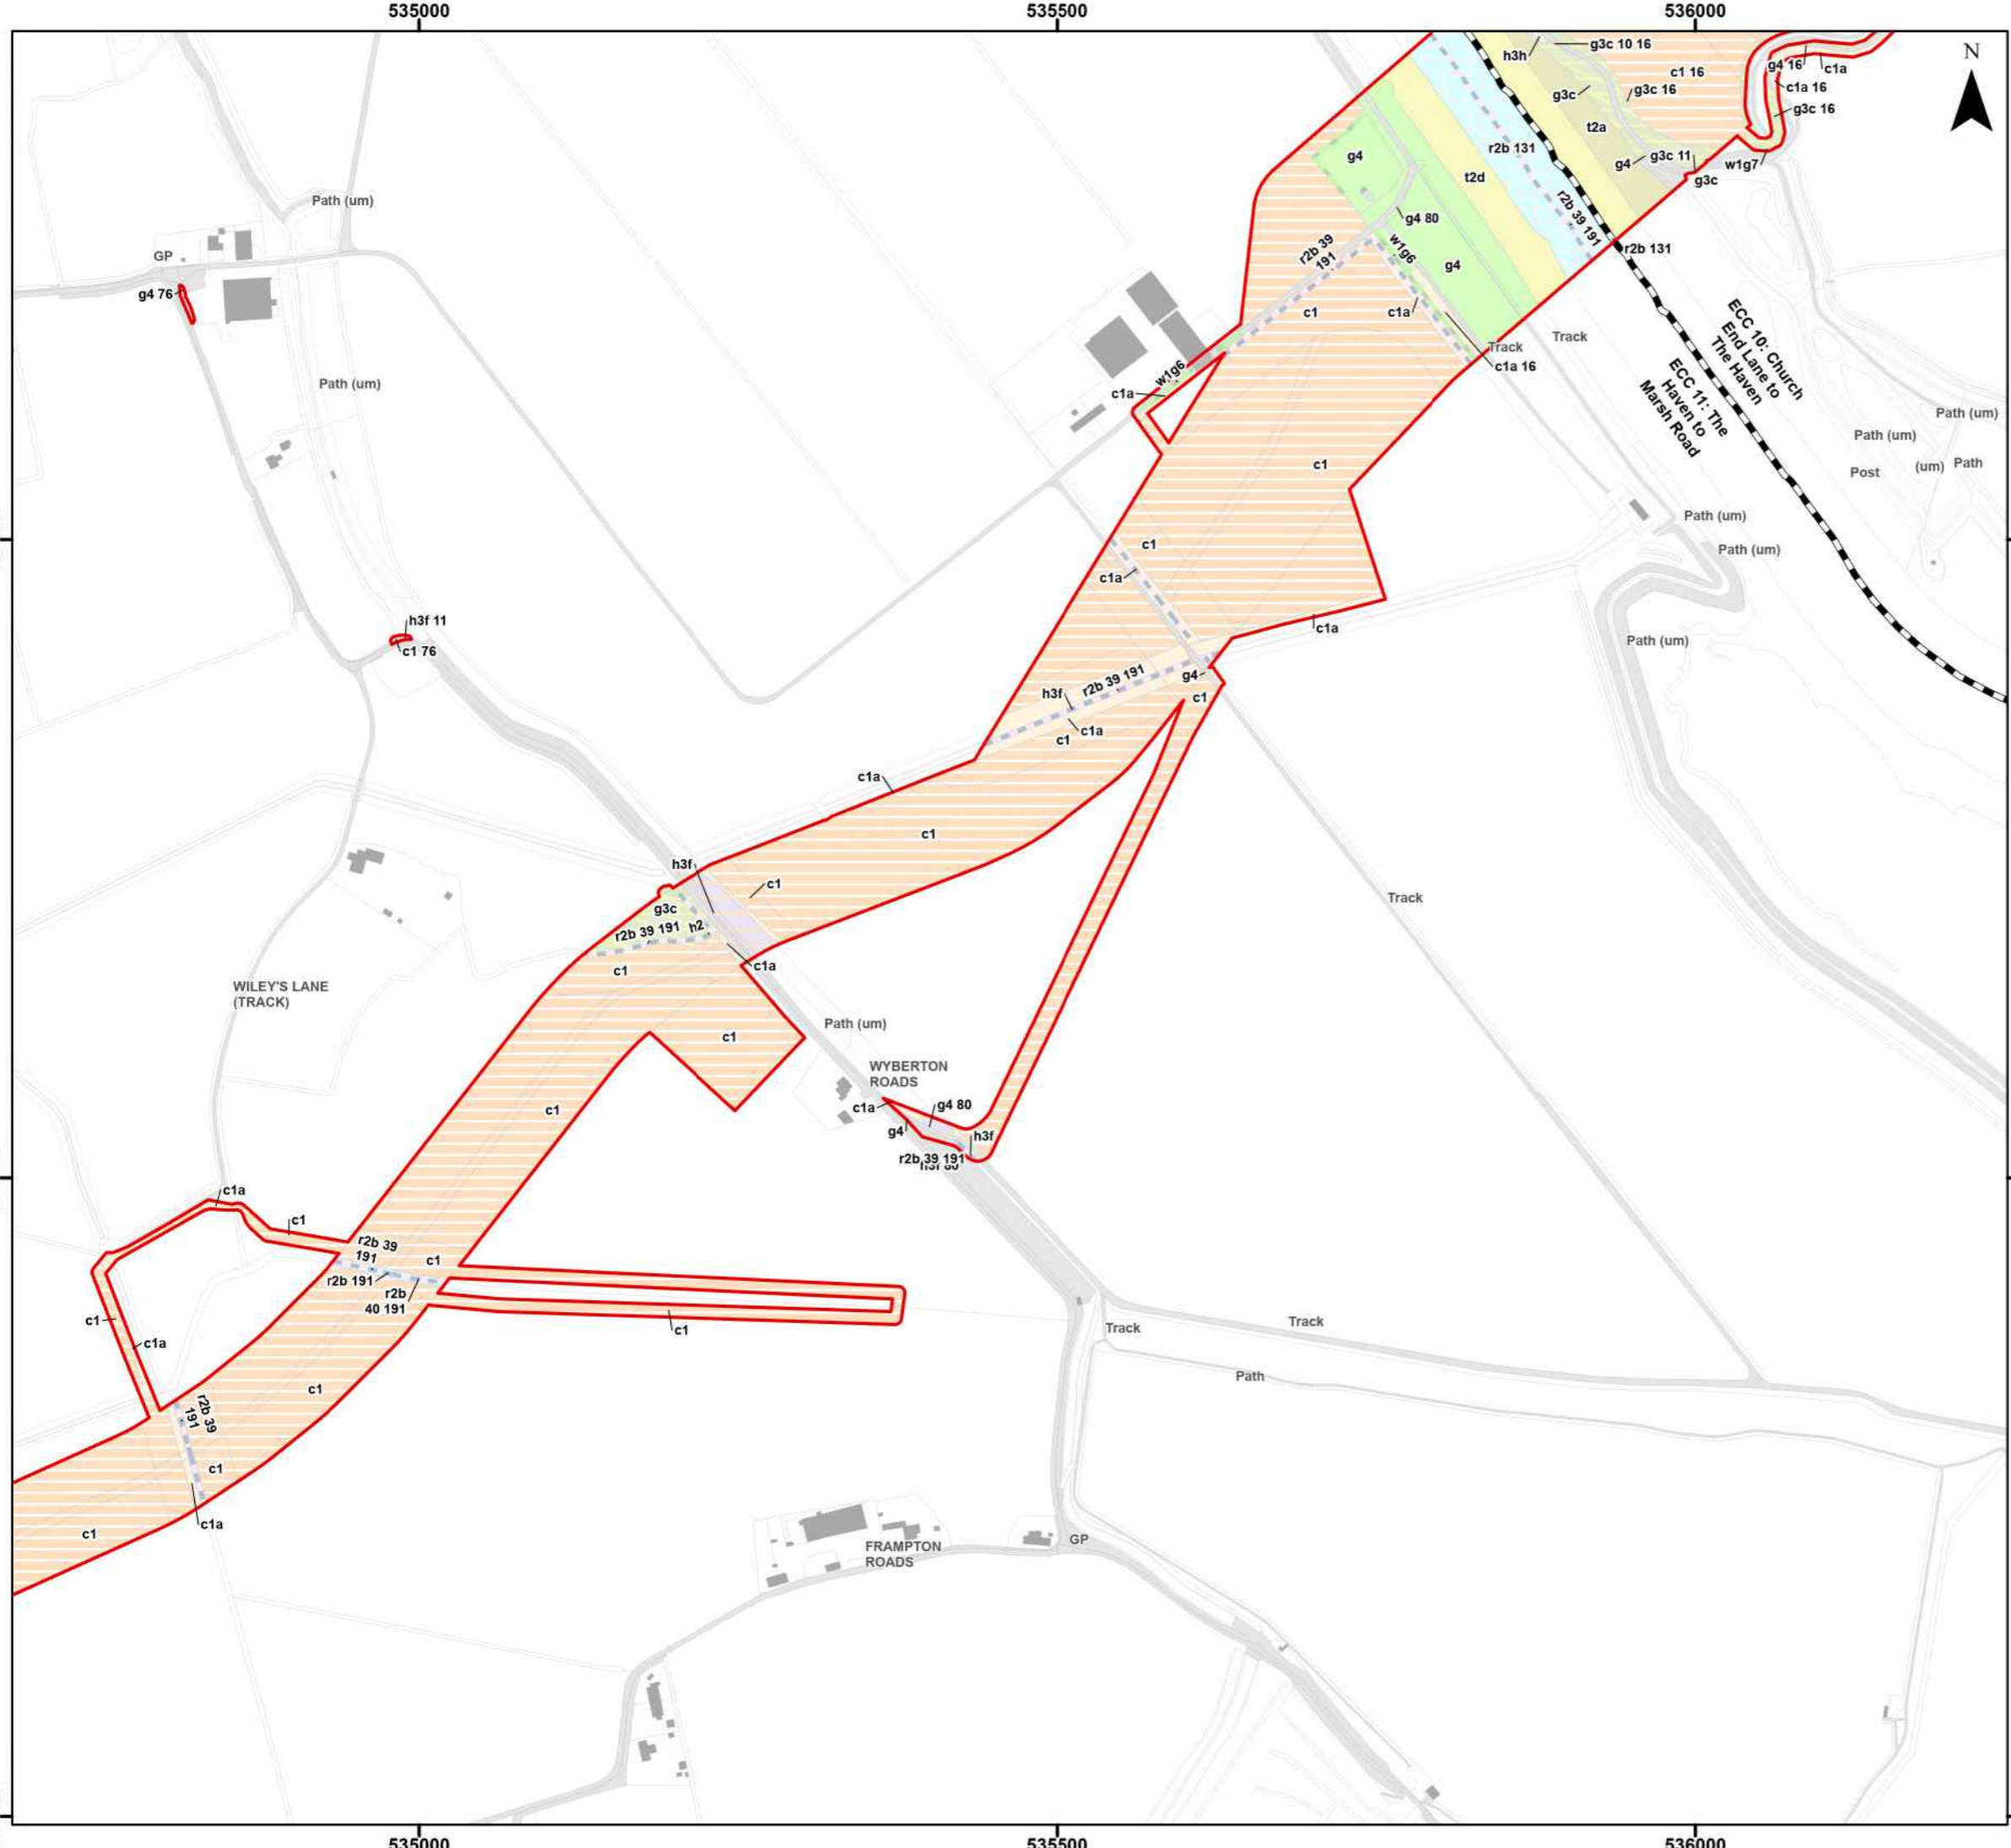 535000
535500
536000
N
h3h
g3c 10 16
c1 16
g4 16
c1a
g3c
g3c 16
c1a 16
g3c 16
t2a
r2b 131
g4
g3c 11
w1g7
g3c
g4
t2d
Path (um)
g4 80
r2b 39 191
r2b 39
191
w1g6
g4
r2b 131
GP
g4 76
c1
c1a
Track
Track
c1a 16
ECC 10: Church
End Lane to
The Haven
ECC 11: The
Haven to
Marsh Road
Path (um)
w1g6
c1a
Path (um)
Path (um)
Post
(um)
Path
c1
Path (um)
c1
Path (um)
c1a
h3f 11
c1 76
c1a
Path (um)
g4
r2b 39 191
h3f
c1
c1a
c1
c1a
c1
h3f
c1
Track
g3c
r2b 39 191
h2
c1
c1a
WILEY'S LANE
(TRACK)
Path (um)
c1
WYBERTON
ROADS
c1a
g4 80
c1
g4
h3f
r2b 39 191
c1a
c1
r2b 39
191
c1
r2b 191
r2b
40 191
c1
c1
c1a
Track
Track
Path
c1
r2b 39
191
c1
c1a
c1
FRAMPTON
ROADS
GP
535000
535500
536000